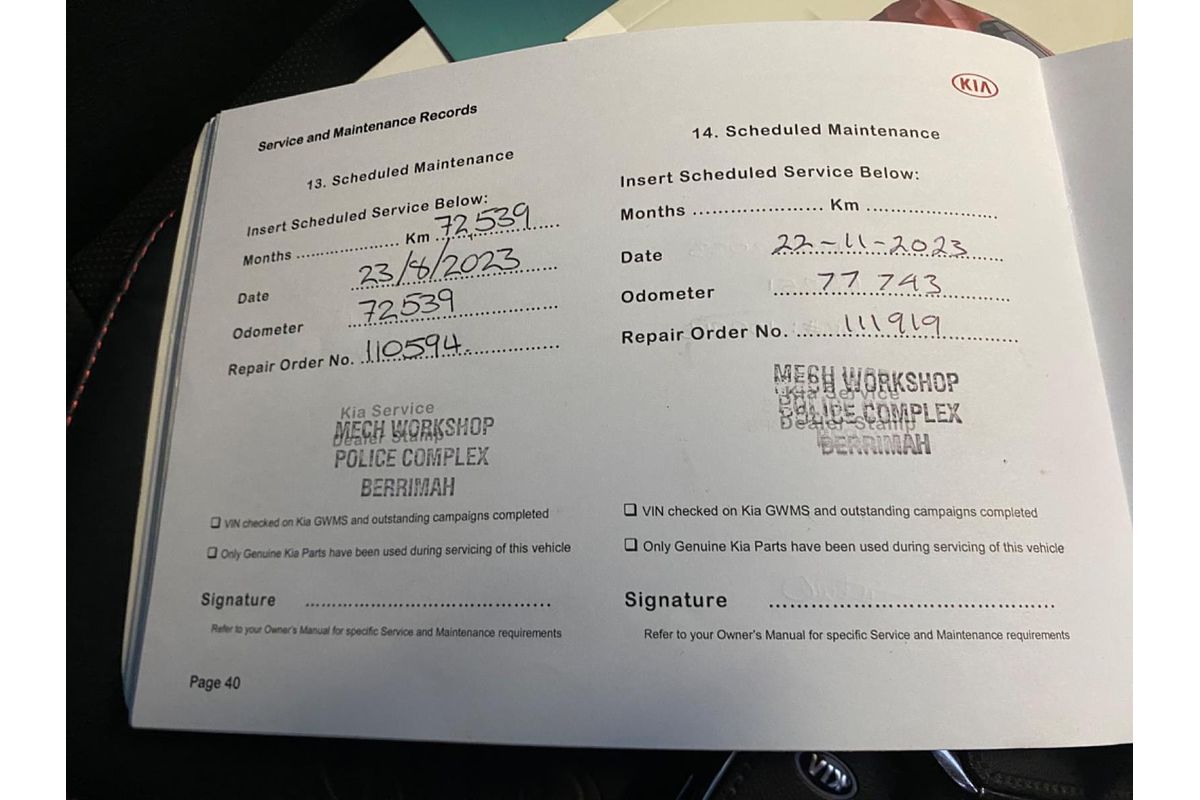 KIA
Service and Maintenance Records
13. Scheduled Maintenance
Insert Scheduled Service Below:
Months .................... Km 72539
Date 23/8/2023
Odometer 72539
Repair Order No. 110594
Kia Service
Dealer Stamp
MECH WORKSHOP
POLICE COMPLEX
BERRIMAH
❏ VIN checked on Kia GWMS and outstanding campaigns completed
❏ Only Genuine Kia Parts have been used during servicing of this vehicle
Signature ..........................................
Refer to your Owner's Manual for specific Service and Maintenance requirements
Page 40
14. Scheduled Maintenance
Insert Scheduled Service Below:
Months ...................... Km ......................
Date 22-11-2023
Odometer 77 743
Repair Order No. 111919
MECH WORKSHOP
Kia Service
POLICE COMPLEX
Dealer Stamp
BERRIMAH
❏ VIN checked on Kia GWMS and outstanding campaigns completed
❏ Only Genuine Kia Parts have been used during servicing of this vehicle
Signature ..........................................
Refer to your Owner's Manual for specific Service and Maintenance requirements
KIA